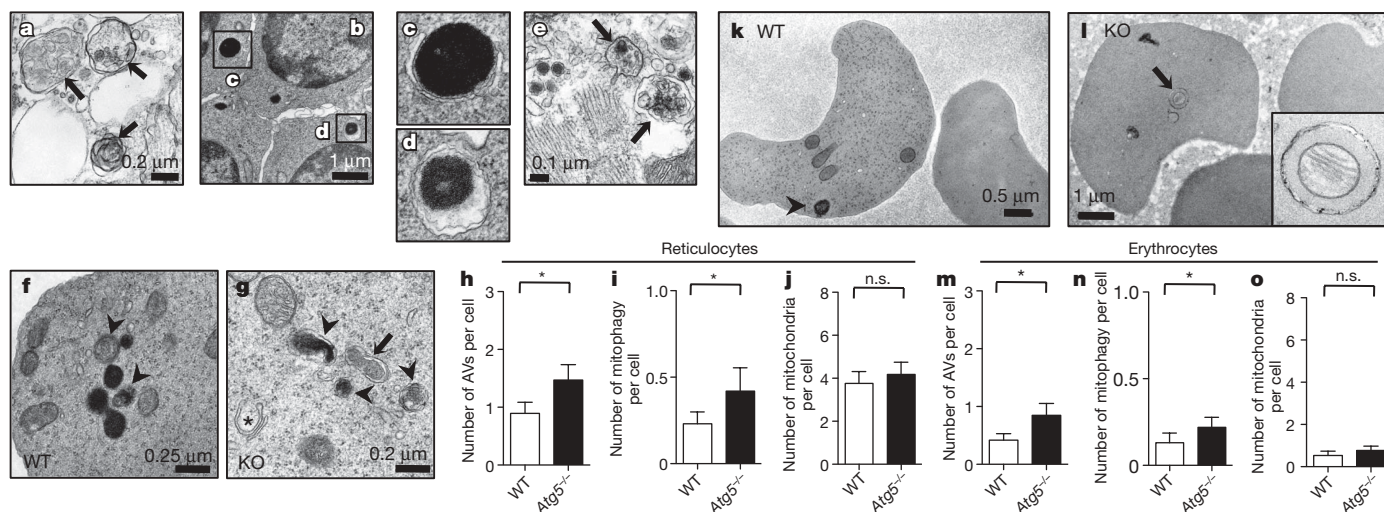 a
0.2 μm
b
c
d
1 μm
c
d
e
0.1 μm
k WT
0.5 μm
l KO
1 μm
f
WT
0.25 μm
g
*
KO
0.2 μm
Reticulocytes
h
Number of AVs per cell
3
2
1
0
*
WT
Atg5-/-
i
Number of mitophagy
per cell
1.0
0.5
0
*
WT
Atg5-/-
j
Number of mitochondria
per cell
8
6
4
2
0
n.s.
WT
Atg5-/-
Erythrocytes
m
Number of AVs per cell
3
2
1
0
*
WT
Atg5-/-
n
Number of mitophagy per cell
1.0
0.5
0
*
WT
Atg5-/-
o
Number of mitochondria
per cell
8
6
4
2
0
n.s.
WT
Atg5-/-